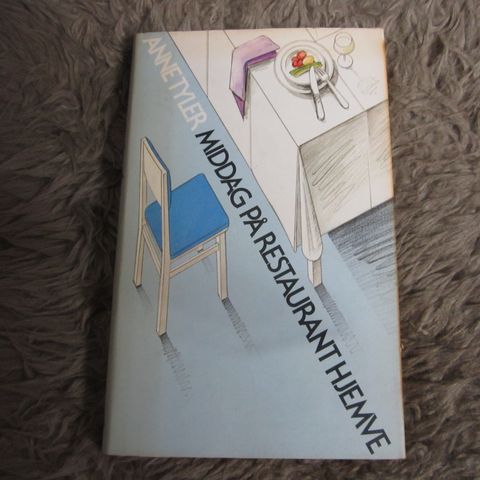 ANNE TYLER
MIDDAG PÅ RESTAURANT HJEMVE